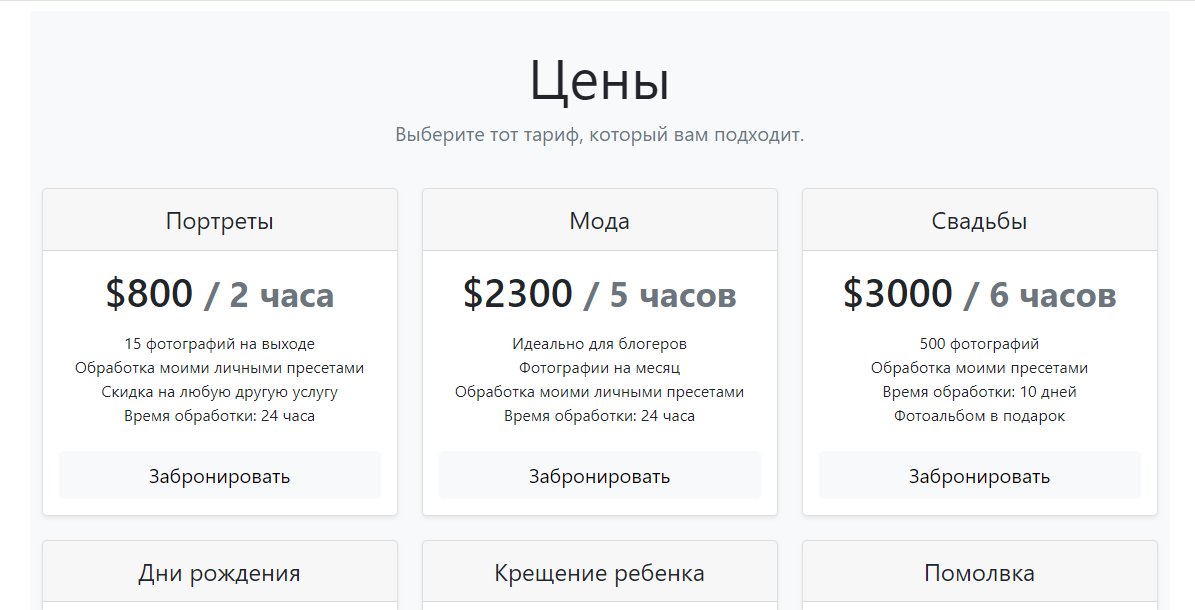 Цены
Выберите тот тариф, который вам подходит.
Портреты
$800 / 2 часа
15 фотографий на выходе
Обработка моими личными пресетами
Скидка на любую другую услугу
Время обработки: 24 часа
Забронировать
Мода
$2300 / 5 часов
Идеально для блогеров
Фотографии на месяц
Обработка моими личными пресетами
Время обработки: 24 часа
Забронировать
Свадьбы
$3000 / 6 часов
500 фотографий
Обработка моими пресетами
Время обработки: 10 дней
Фотоальбом в подарок
Забронировать
Дни рождения
Крещение ребенка
Помолвка